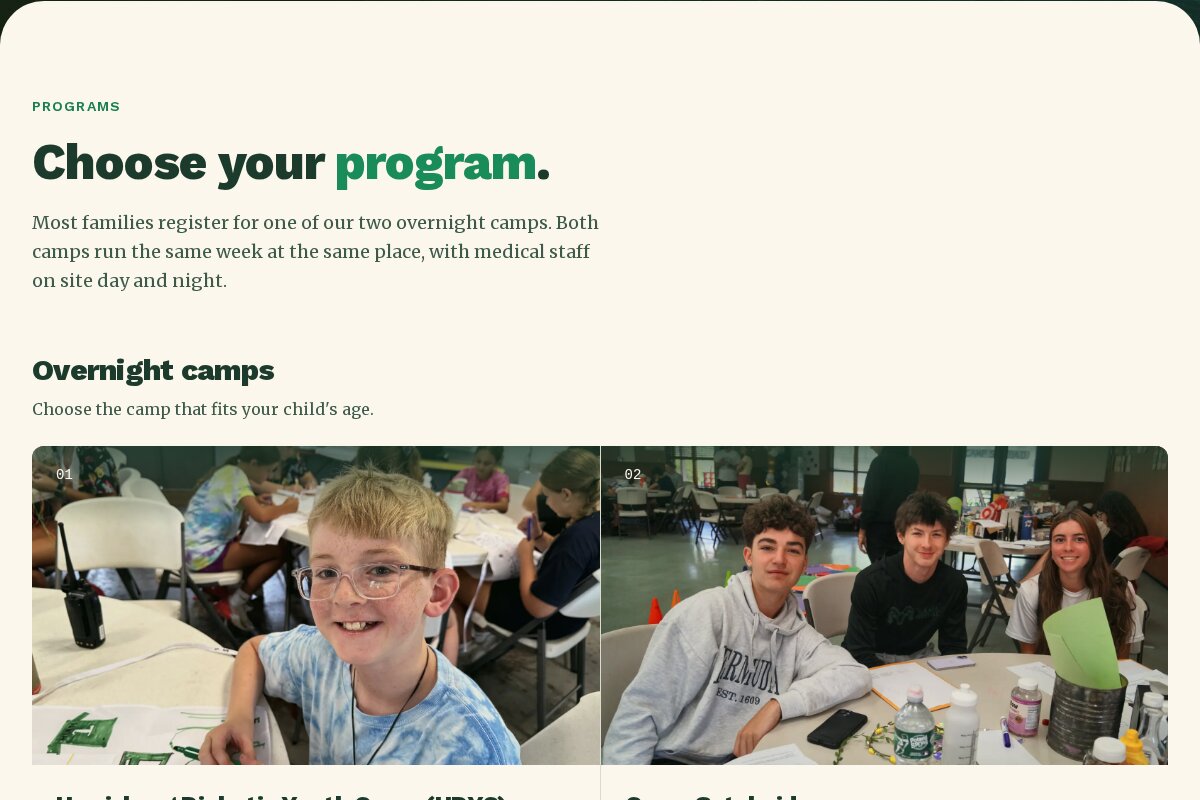 PROGRAMS
Choose your program.
Most families register for one of our two overnight camps. Both
camps run the same week at the same place, with medical staff
on site day and night.
Overnight camps
Choose the camp that fits your child's age.
01
02
EST. 1609